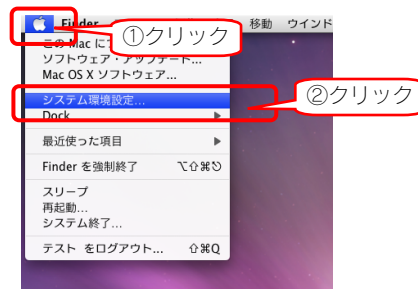 Finder 移動 ウインド
①クリック
この Mac に
ソフトウェア・アップデート...
Mac OS X ソフトウェア...
システム環境設定...
②クリック
Dock ▶
最近使った項目 ▶
Finder を強制終了 ⌥⇧⌘⎋
スリープ
再起動...
システム終了...
テスト をログアウト... ⇧⌘Q